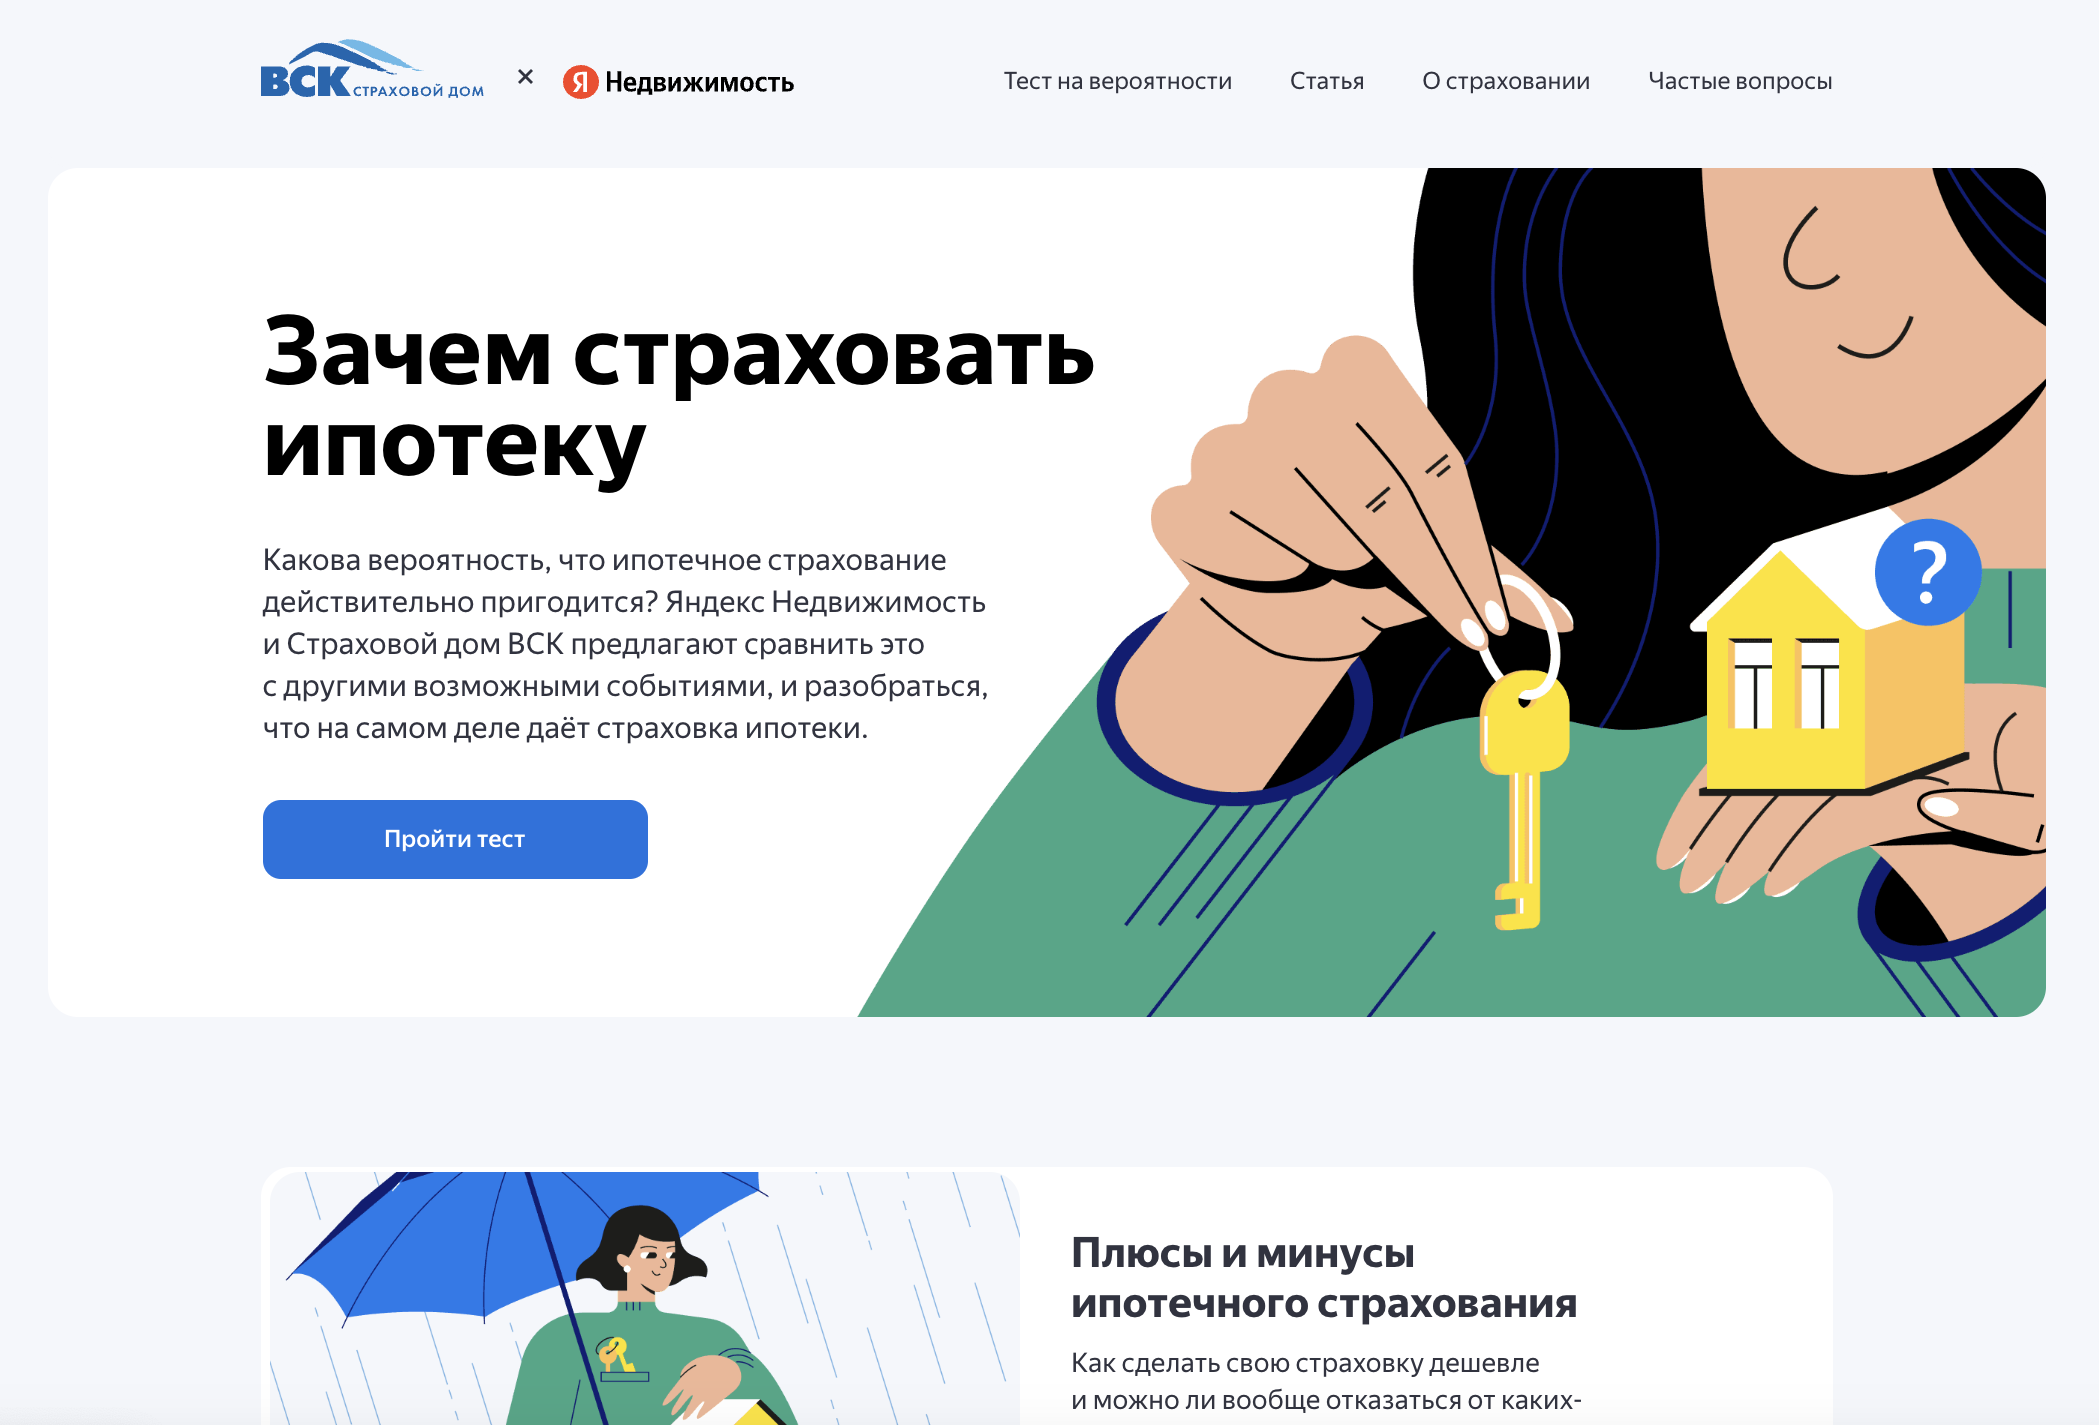 ВСК СТРАХОВОЙ ДОМ × Я Недвижимость
Тест на вероятности Статья О страховании Частые вопросы
Зачем страховать
ипотеку
Какова вероятность, что ипотечное страхование
действительно пригодится? Яндекс Недвижимость
и Страховой дом ВСК предлагают сравнить это
с другими возможными событиями, и разобраться,
что на самом деле даёт страховка ипотеки.
Пройти тест
?
Плюсы и минусы
ипотечного страхования
Как сделать свою страховку дешевле
и можно ли вообще отказаться от каких-